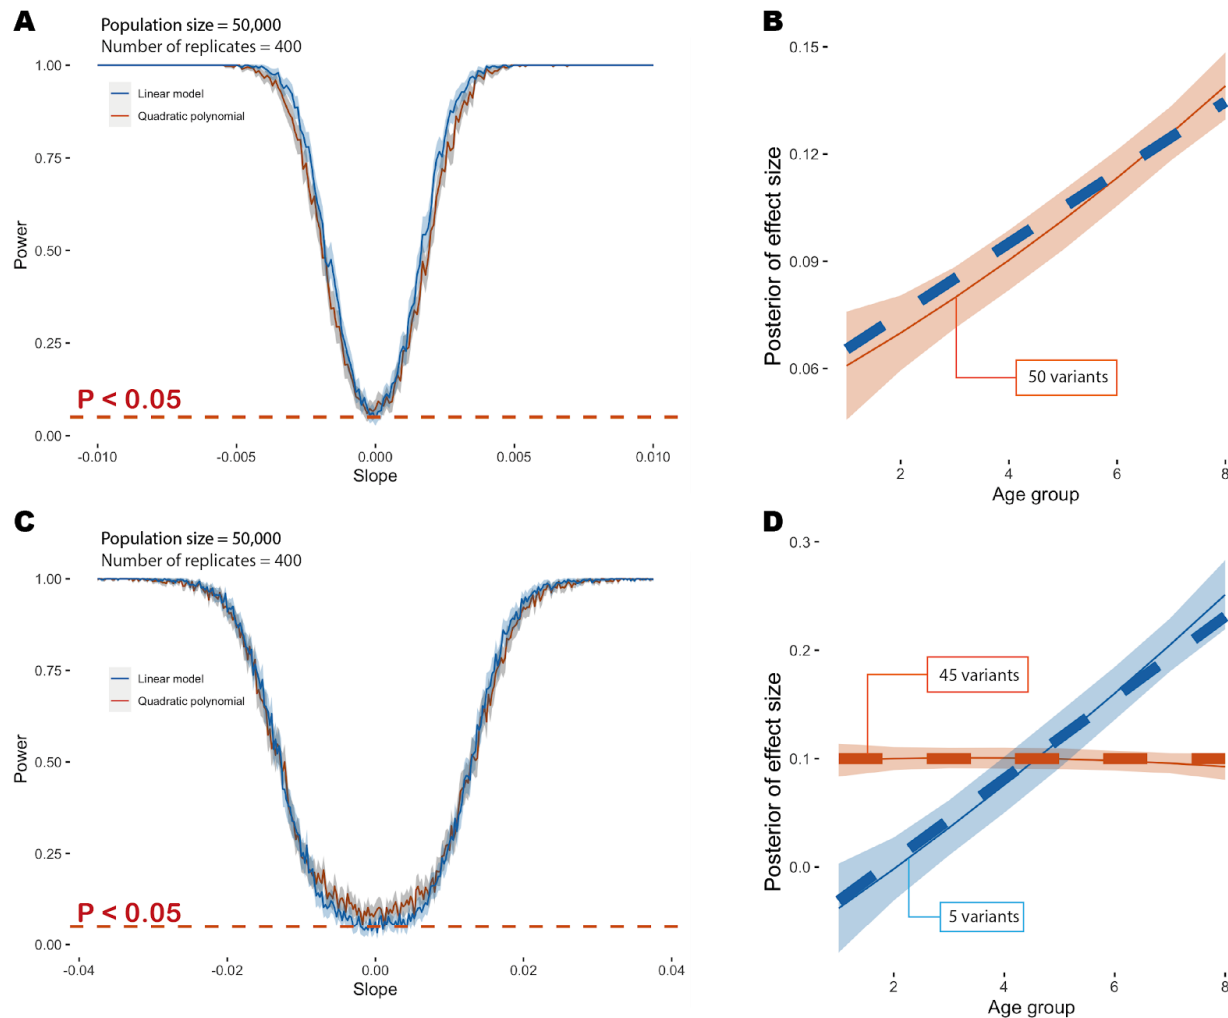 A
Population size = 50,000
Number of replicates = 400
1.00
0.75
0.50
0.25
0.00
Power
Linear model
Quadratic polynomial
P < 0.05
-0.010
-0.005
0.000
0.005
0.010
Slope
B
0.15
0.12
0.09
0.06
Posterior of effect size
50 variants
2
4
6
8
Age group
C
Population size = 50,000
Number of replicates = 400
1.00
0.75
0.50
0.25
0.00
Power
Linear model
Quadratic polynomial
P < 0.05
-0.04
-0.02
0.00
0.02
0.04
Slope
D
0.3
0.2
0.1
0.0
Posterior of effect size
45 variants
5 variants
2
4
6
8
Age group